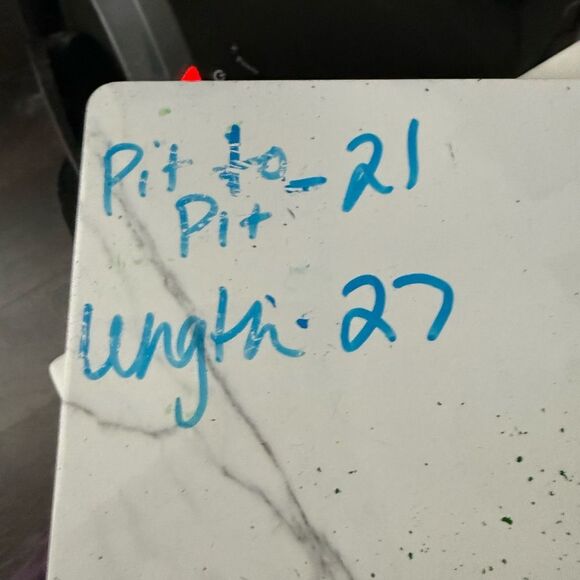 Pit to - 21
Pit
length - 27